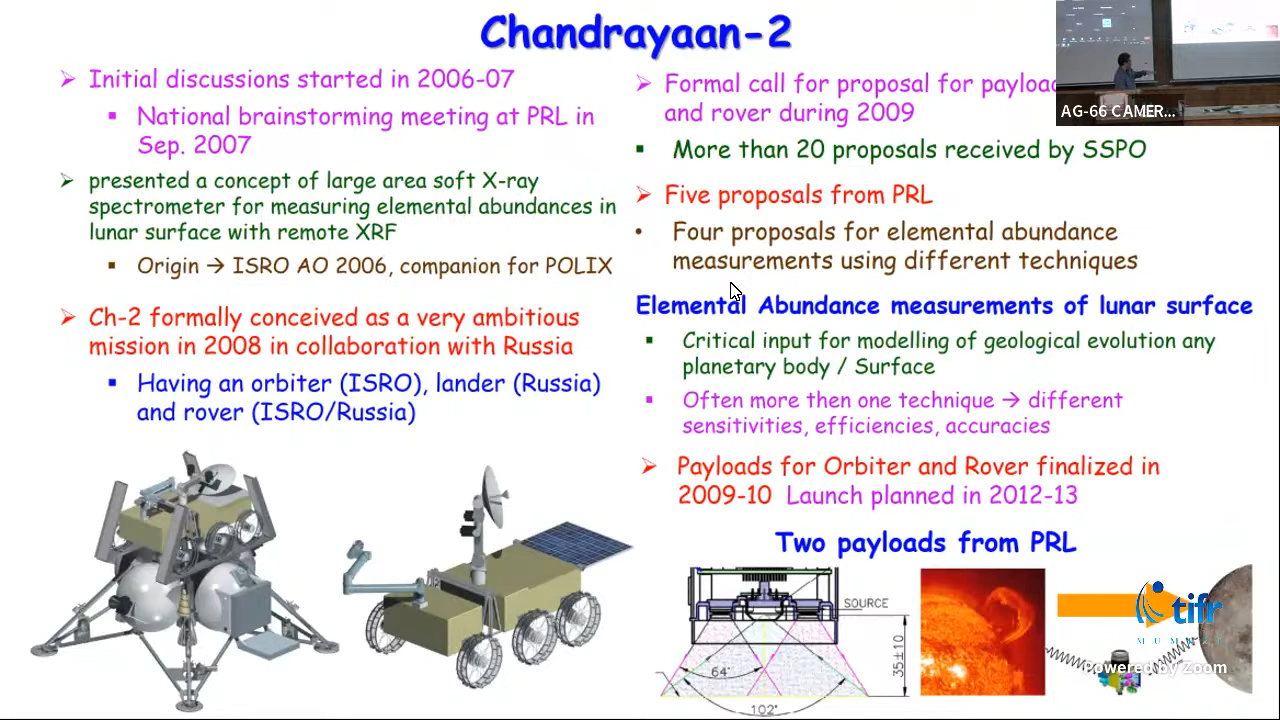 Chandrayaan-2
➢ Initial discussions started in 2006-07
▪ National brainstorming meeting at PRL in
Sep. 2007
➢ presented a concept of large area soft X-ray
spectrometer for measuring elemental abundances in
lunar surface with remote XRF
▪ Origin → ISRO AO 2006, companion for POLIX
➢ Ch-2 formally conceived as a very ambitious
mission in 2008 in collaboration with Russia
▪ Having an orbiter (ISRO), lander (Russia)
and rover (ISRO/Russia)
➢ Formal call for proposal for payloa
and rover during 2009
▪ More than 20 proposals received by SSPO
➢ Five proposals from PRL
• Four proposals for elemental abundance
measurements using different techniques
Elemental Abundance measurements of lunar surface
▪ Critical input for modelling of geological evolution any
planetary body / Surface
▪ Often more then one technique → different
sensitivities, efficiencies, accuracies
➢ Payloads for Orbiter and Rover finalized in
2009-10 Launch planned in 2012-13
Two payloads from PRL
SOURCE
35±10
64°
102°
AG-66 CAMER...
tifr
Powered by Zoom